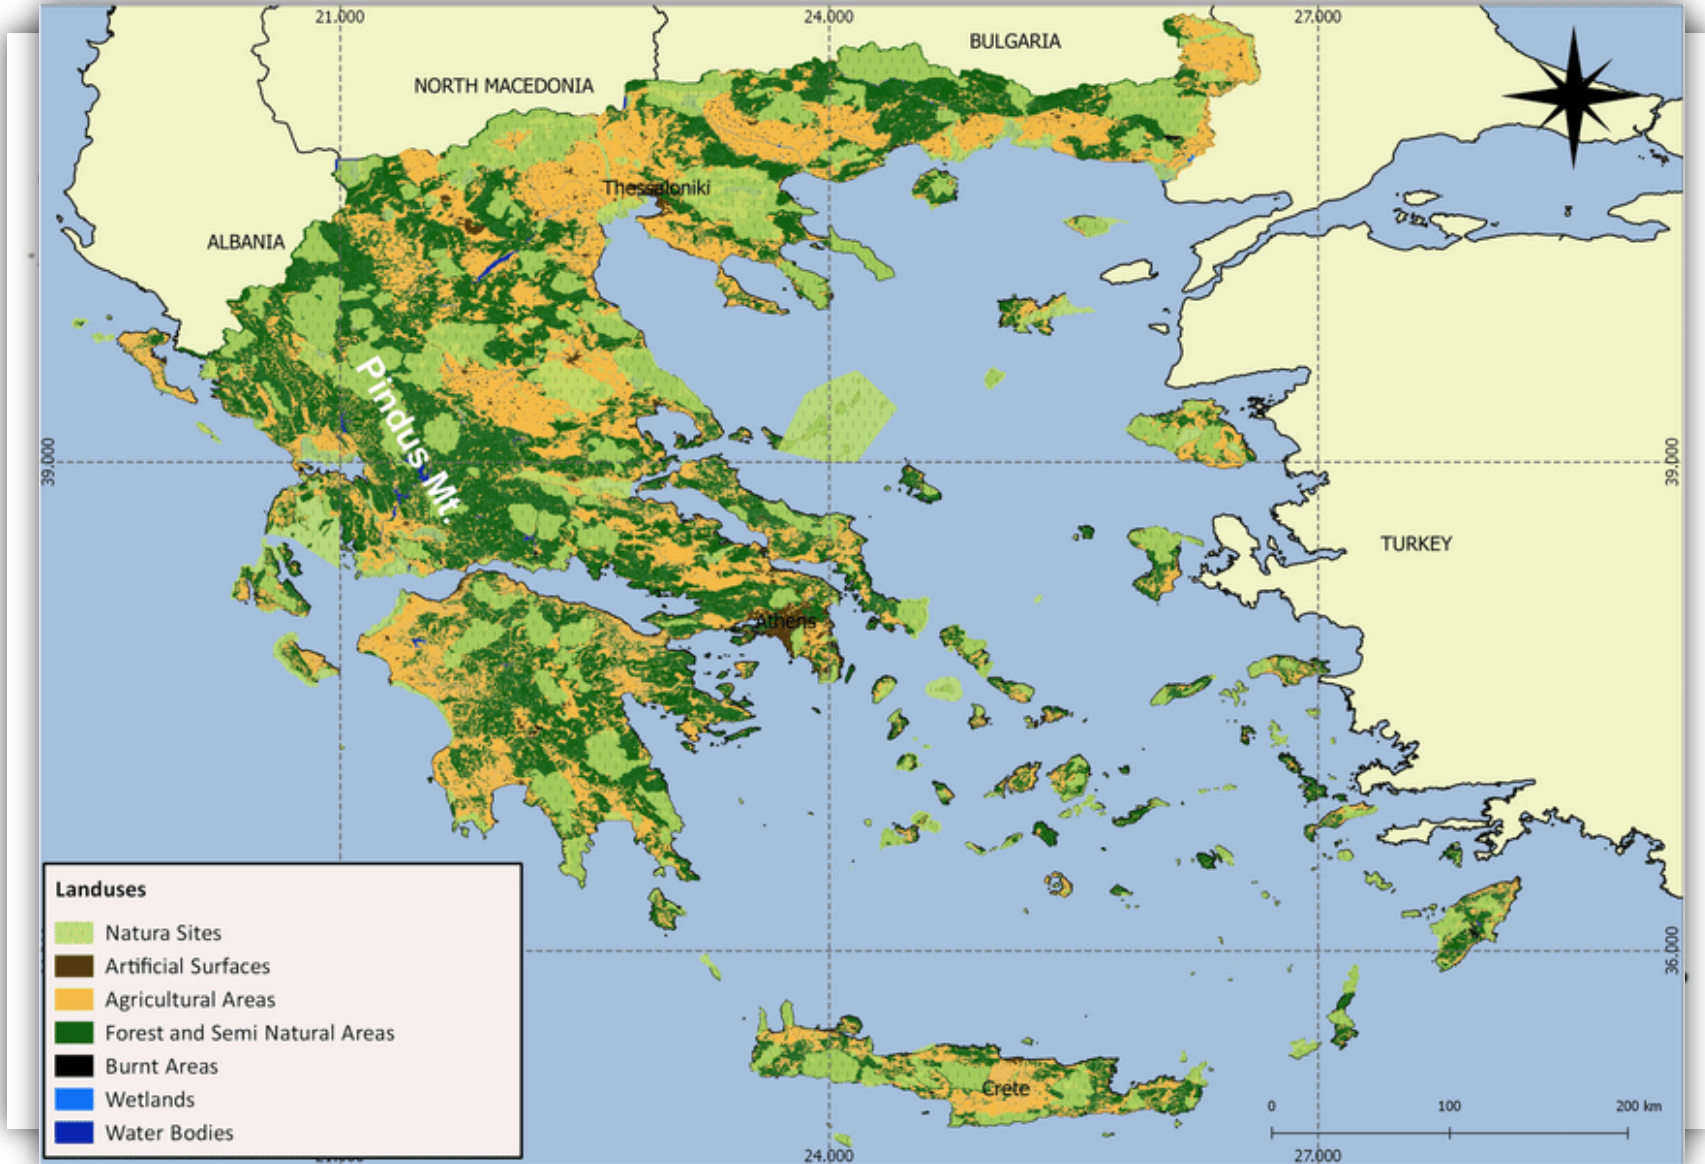 21.000 24.000 27.000
BULGARIA
NORTH MACEDONIA
Thessaloniki
ALBANIA
Pindus Mt.
39.000 39.000
TURKEY
Athens
Landuses
Natura Sites
Artificial Surfaces
Agricultural Areas
Forest and Semi Natural Areas
Burnt Areas
Wetlands
Water Bodies
36.000
Crete
0 100 200 km
21.000 24.000 27.000